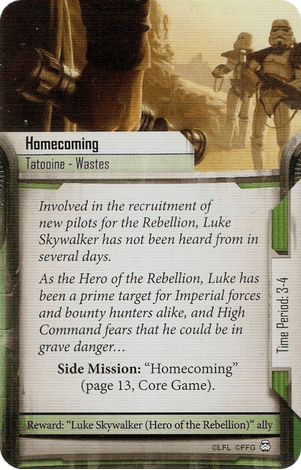 Homecoming
Tatooine - Wastes
Involved in the recruitment of
new pilots for the Rebellion, Luke
Skywalker has not been heard from in
several days.
As the Hero of the Rebellion, Luke has
been a prime target for Imperial forces
and bounty hunters alike, and High
Command fears that he could be in
grave danger…
Side Mission: “Homecoming”
(page 13, Core Game).
Time Period: 3-4
Reward: “Luke Skywalker (Hero of the Rebellion)” ally
©LFL ©FFG